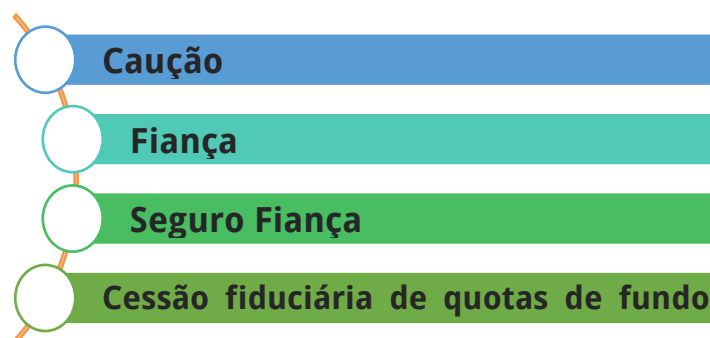 Caução
Fiança
Seguro Fiança
Cessão fiduciária de quotas de fundo